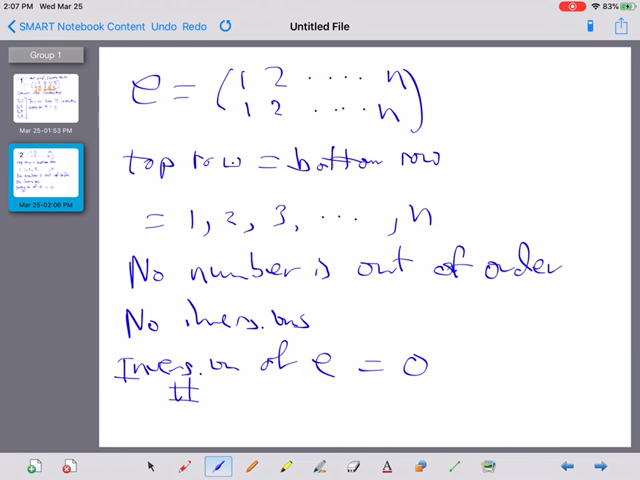 2:07 PM Wed Mar 25
83%
SMART Notebook Content Undo Redo
Untitled File
Group 1
1
Mar 25-01:53 PM
2
Mar 25-02:06 PM
e = (1 2 .... n
1 2 .... n)
top row = bottom row
= 1, 2, 3, ... , n
No number is out of order
No inversions
Inversion of e = 0
#